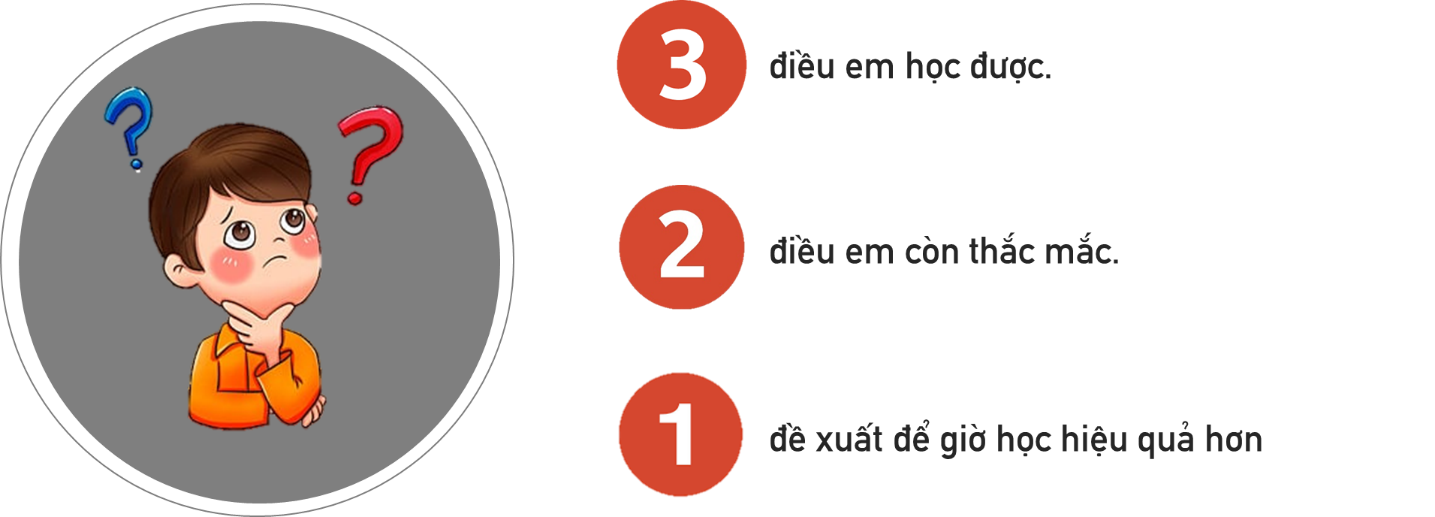 3 điều em học được.
2 điều em còn thắc mắc.
1 đề xuất để giờ học hiệu quả hơn